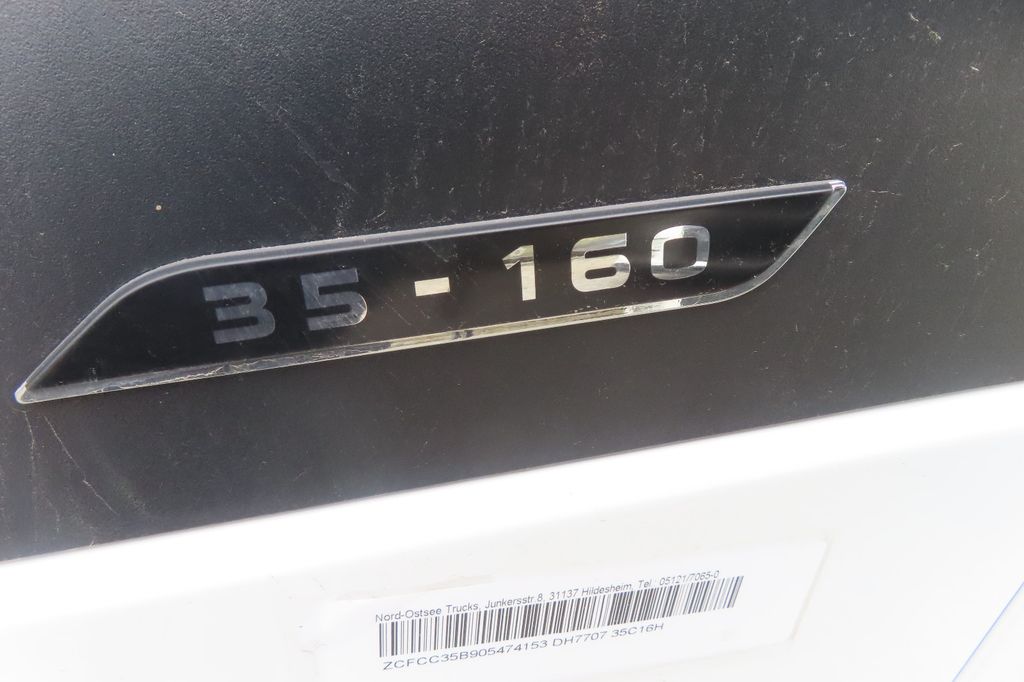 35 - 160
Nord-Ostsee Trucks, Junkersstr.8, 31137 Hildesheim, Tel.: 05121/7065-0
ZCFCC35B905474153 DH7707 35C16H